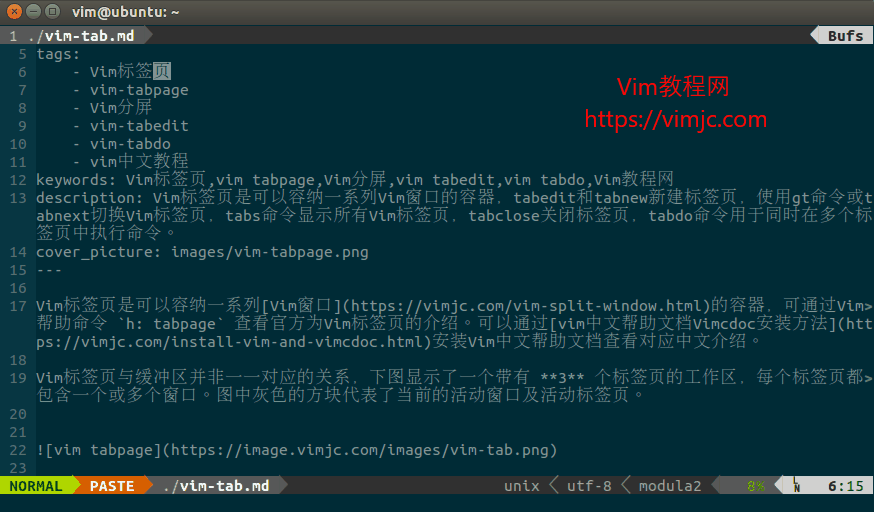 vim@ubuntu: ~
1 ./vim-tab.md
Bufs
5 tags:
6 - Vim标签页
7 - vim-tabpage
8 - Vim分屏
9 - vim-tabedit
10 - vim-tabdo
11 - vim中文教程
Vim教程网
https://vimjc.com
12 keywords: Vim标签页,vim tabpage,Vim分屏,vim tabedit,vim tabdo,Vim教程网
13 description: Vim标签页是可以容纳一系列Vim窗口的容器，tabedit和tabnew新建标签页，使用gt命令或t
abnext切换Vim标签页，tabs命令显示所有Vim标签页，tabclose关闭标签页，tabdo命令用于同时在多个标
签页中执行命令。
14 cover_picture: images/vim-tabpage.png
15 ---
16
17 Vim标签页是可以容纳一系列[Vim窗口](https://vimjc.com/vim-split-window.html)的容器，可通过Vim>
帮助命令 `h: tabpage` 查看官方为Vim标签页的介绍。可以通过[vim中文帮助文档Vimcdoc安装方法](htt
ps://vimjc.com/install-vim-and-vimcdoc.html)安装Vim中文帮助文档查看对应中文介绍。
18
19 Vim标签页与缓冲区并非一一对应的关系，下图显示了一个带有 **3** 个标签页的工作区，每个标签页都>
包含一个或多个窗口。图中灰色的方块代表了当前的活动窗口及活动标签页。
20
21
22 ![vim tabpage](https://image.vimjc.com/images/vim-tab.png)
23
NORMAL PASTE ./vim-tab.md unix utf-8 modula2 8% LN 6:15